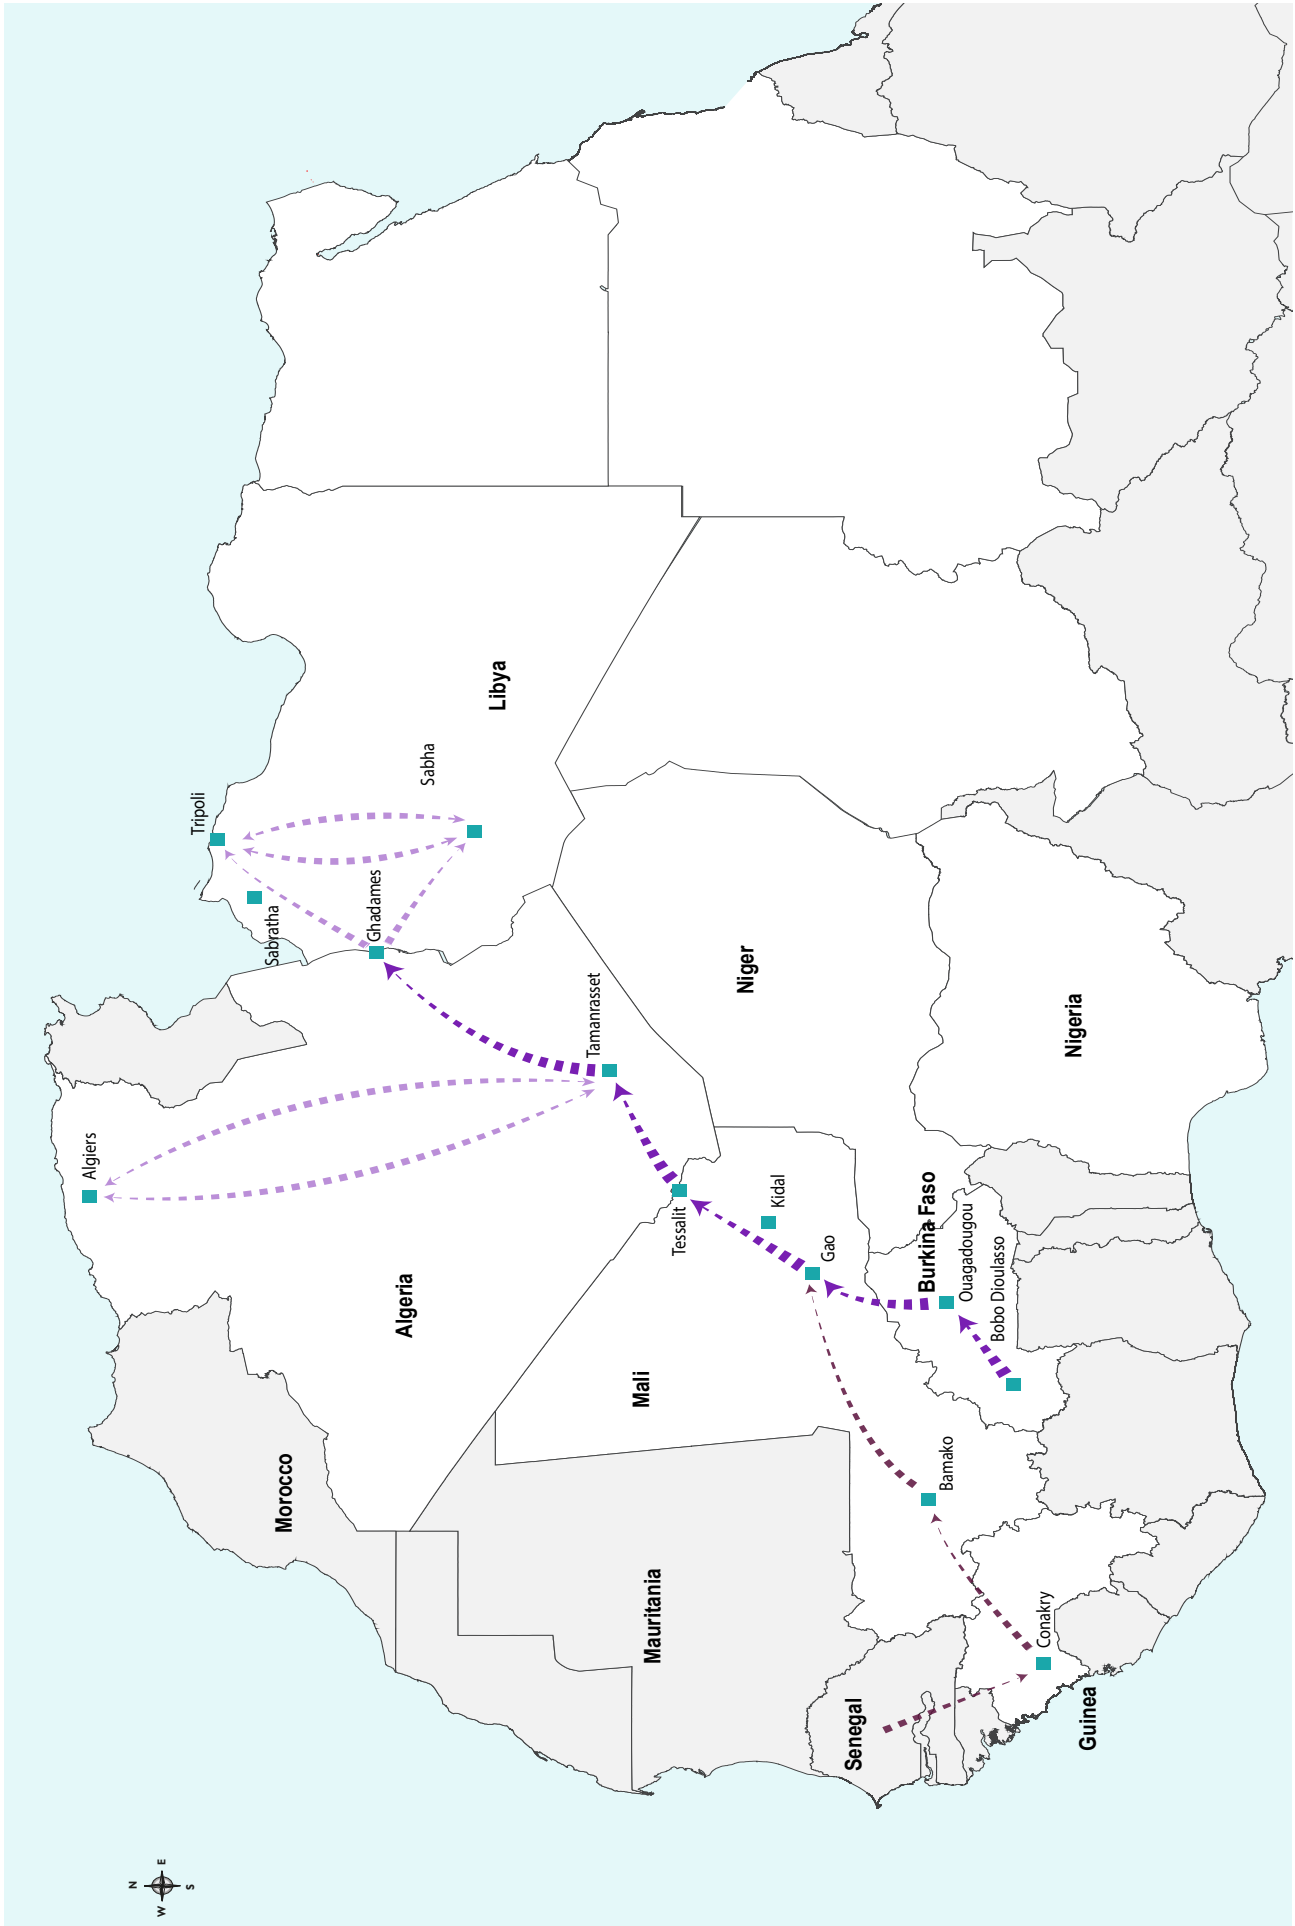 N
W
E
S
Algiers
Tripoli
Sabratha
Ghadames
Sabha
Libya
Morocco
Algeria
Tamanrasset
Tessalit
Mauritania
Mali
Kidal
Niger
Gao
Senegal
Bamako
Burkina Faso
Ouagadougou
Bobo Dioulasso
Nigeria
Conakry
Guinea